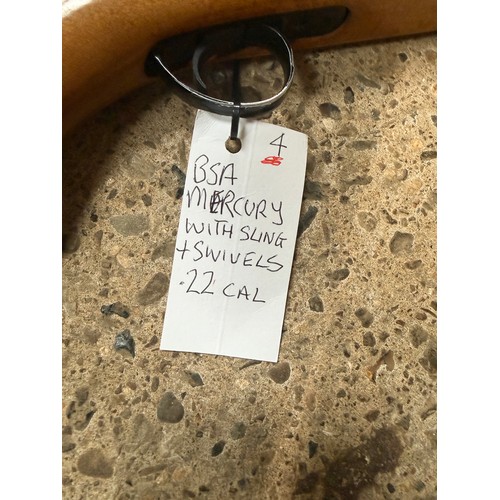 4
BSA
MERCURY
WITH SLING
+ SWIVELS
.22 CAL